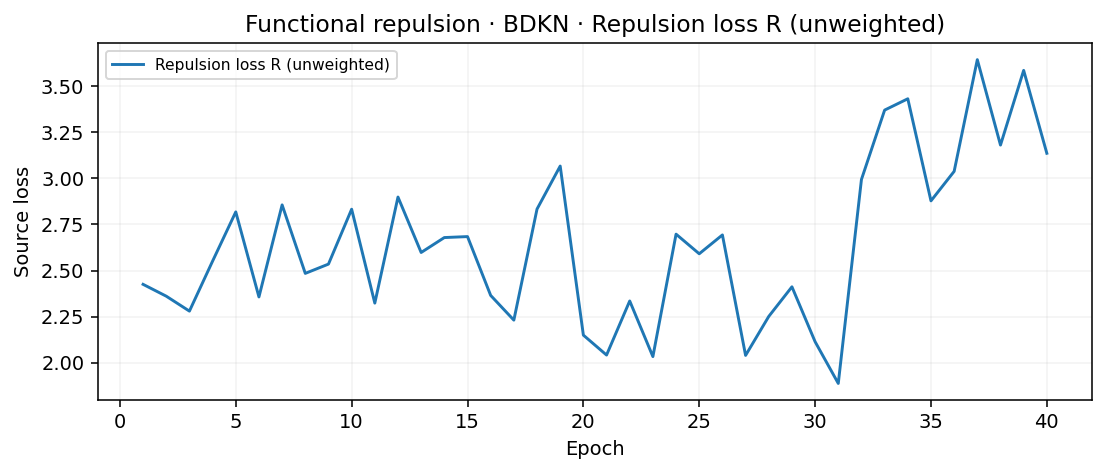 Functional repulsion · BDKN · Repulsion loss R (unweighted)
Repulsion loss R (unweighted)
Source loss
3.50
3.25
3.00
2.75
2.50
2.25
2.00
0 5 10 15 20 25 30 35 40
Epoch